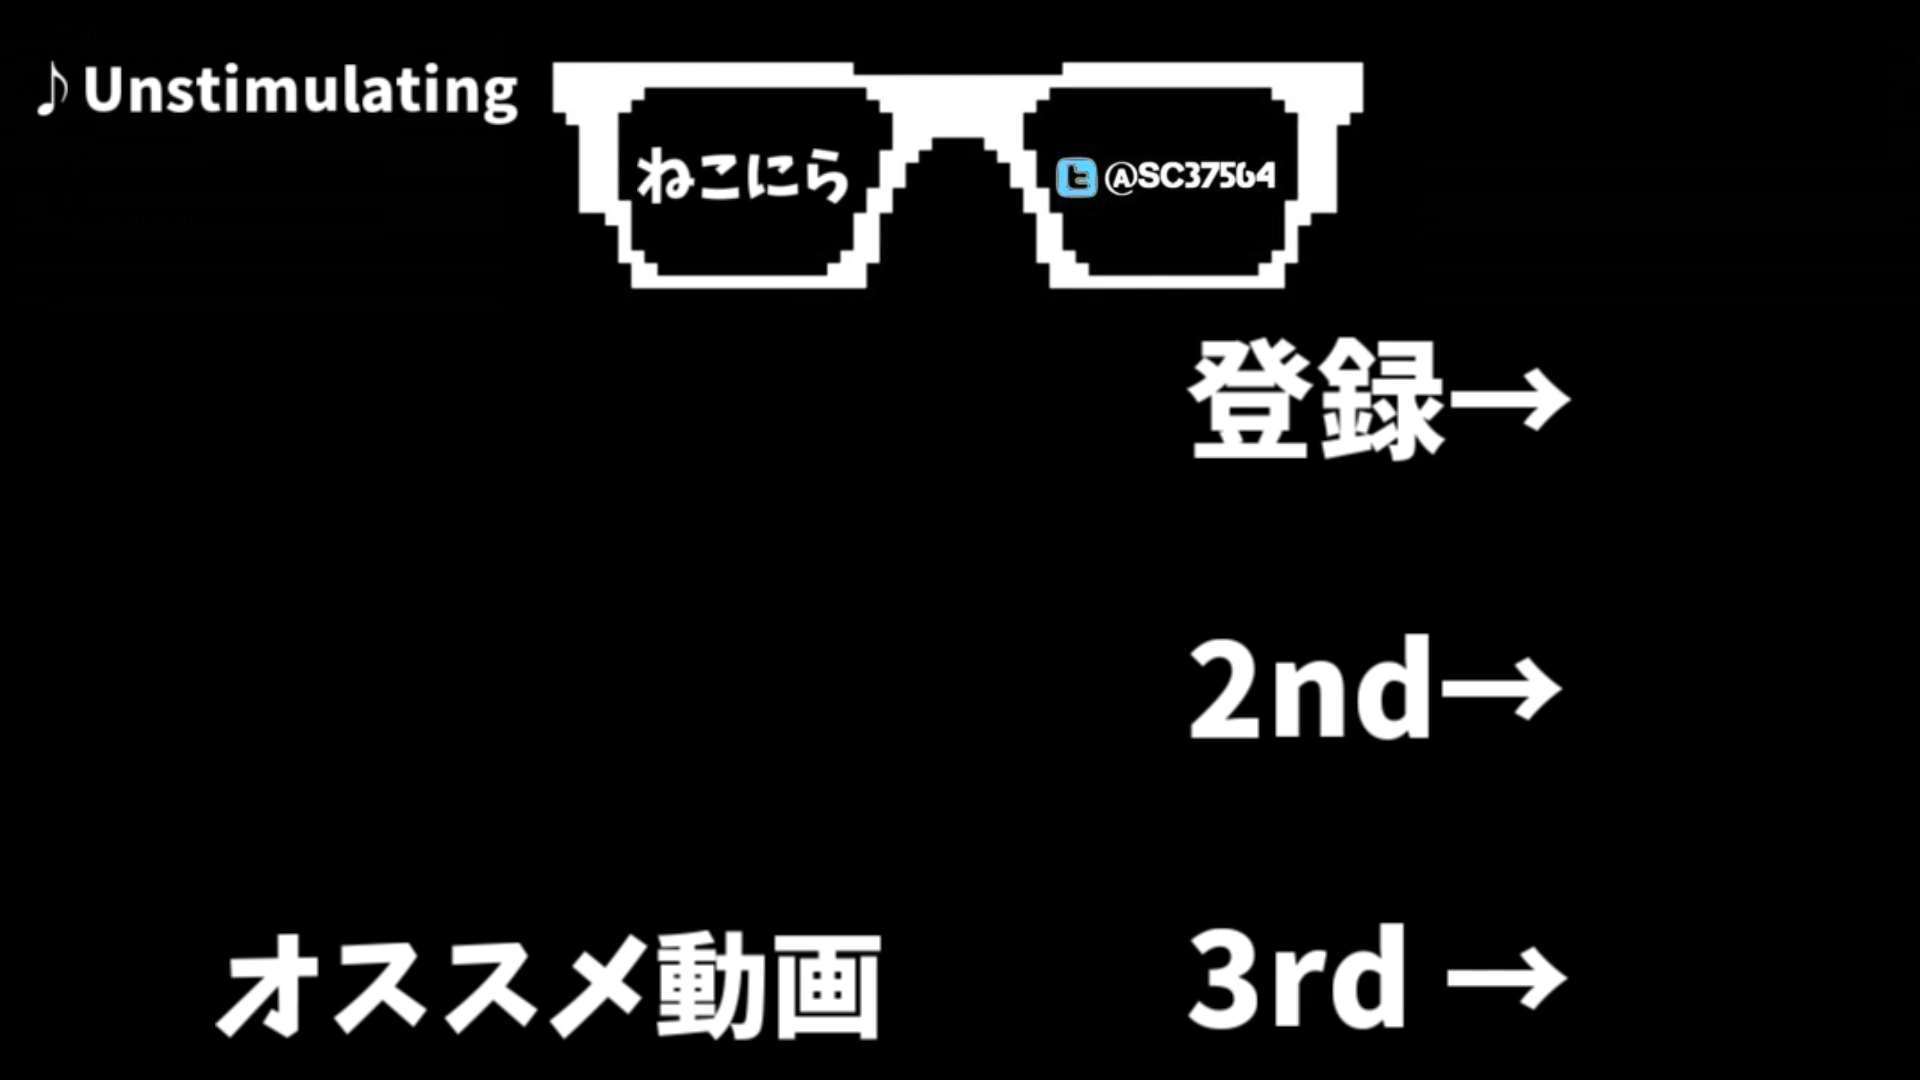 ♪Unstimulating
ねこにら
@SC37564
登録→
2nd→
3rd →
オススメ動画